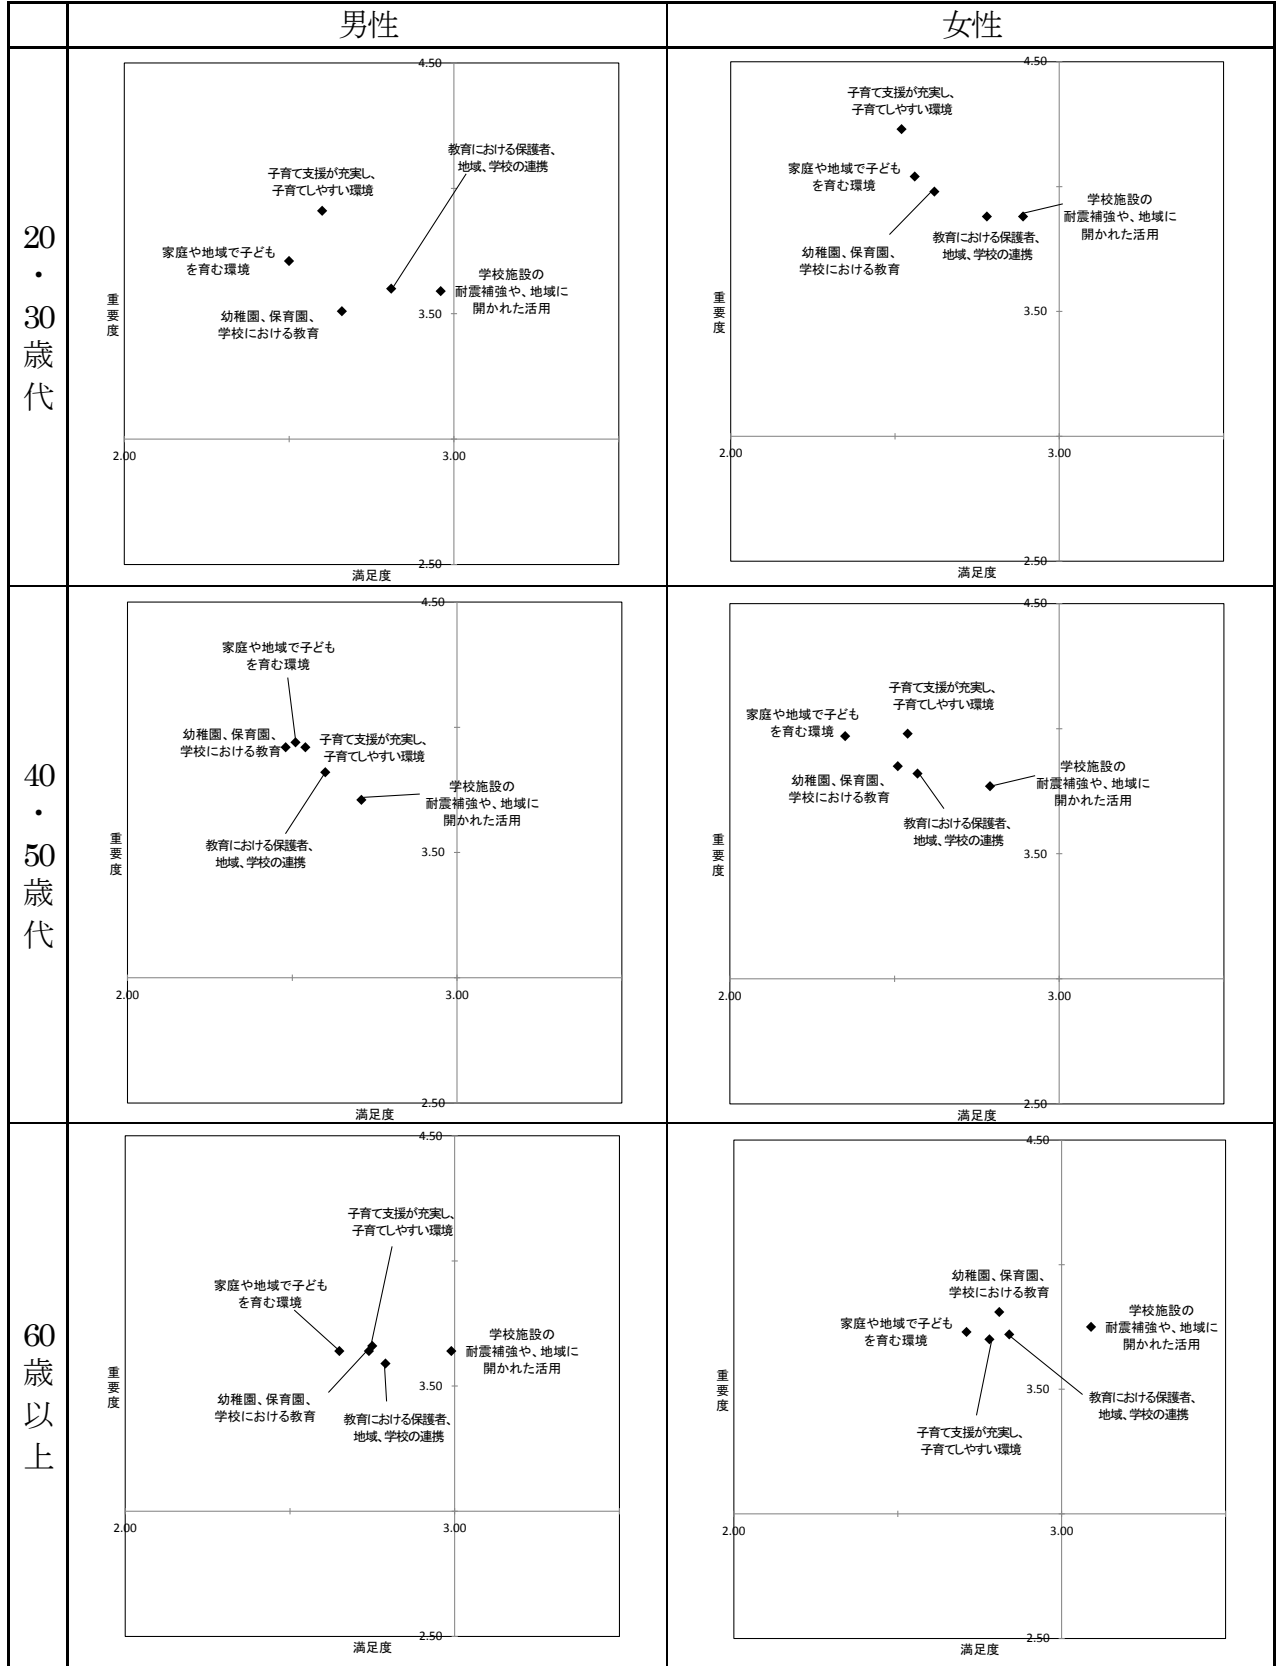 男性
女性
20
・
30
歳
代
4.50
教育における保護者、
地域、学校の連携
子育て支援が充実し、
子育てしやすい環境
家庭や地域で子ども
を育む環境
学校施設の
耐震補強や、地域に
開かれた活用
幼稚園、保育園、
学校における教育
3.50
重
要
度
2.00
3.00
2.50
満足度
4.50
子育て支援が充実し、
子育てしやすい環境
家庭や地域で子ども
を育む環境
学校施設の
耐震補強や、地域に
開かれた活用
教育における保護者、
地域、学校の連携
幼稚園、保育園、
学校における教育
重
要
度
3.50
2.00
3.00
2.50
満足度
40
・
50
歳
代
4.50
家庭や地域で子ども
を育む環境
幼稚園、保育園、
学校における教育
子育て支援が充実し、
子育てしやすい環境
学校施設の
耐震補強や、地域に
開かれた活用
教育における保護者、
地域、学校の連携
重
要
度
3.50
2.00
3.00
2.50
満足度
4.50
子育て支援が充実し、
子育てしやすい環境
家庭や地域で子ども
を育む環境
学校施設の
耐震補強や、地域に
開かれた活用
幼稚園、保育園、
学校における教育
教育における保護者、
地域、学校の連携
重
要
度
3.50
2.00
3.00
2.50
満足度
60
歳
以
上
4.50
子育て支援が充実し、
子育てしやすい環境
家庭や地域で子ども
を育む環境
学校施設の
耐震補強や、地域に
開かれた活用
幼稚園、保育園、
学校における教育
教育における保護者、
地域、学校の連携
重
要
度
3.50
2.00
3.00
2.50
満足度
4.50
幼稚園、保育園、
学校における教育
家庭や地域で子ども
を育む環境
学校施設の
耐震補強や、地域に
開かれた活用
教育における保護者、
地域、学校の連携
子育て支援が充実し、
子育てしやすい環境
重
要
度
3.50
2.00
3.00
2.50
満足度